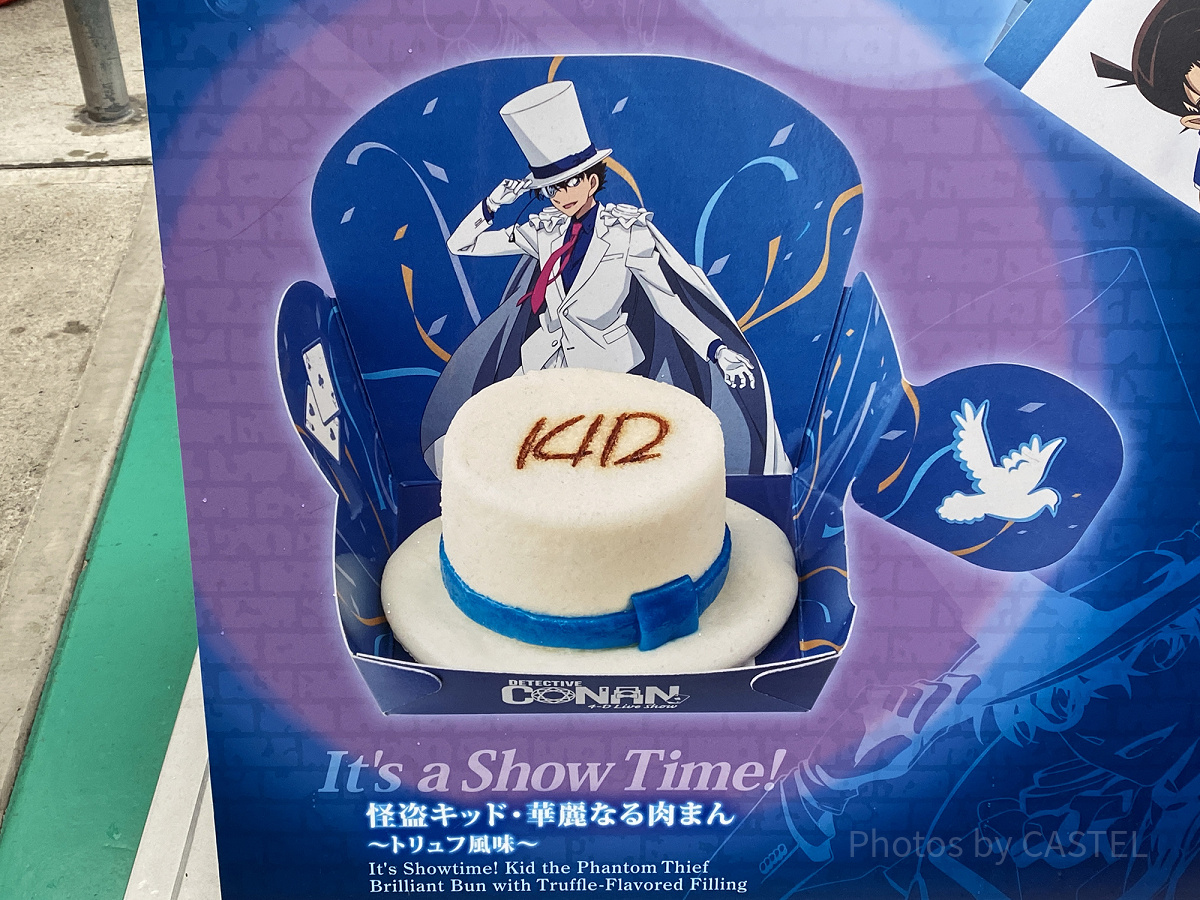 KID
DETECTIVE
CONAN
4-D Live show
It's a Show Time!
怪盗キッド・華麗なる肉まん
～トリュフ風味～
It's Showtime! Kid the Phantom Thief
Brilliant Bun with Truffle-Flavored Filling
Photos by CASTEL